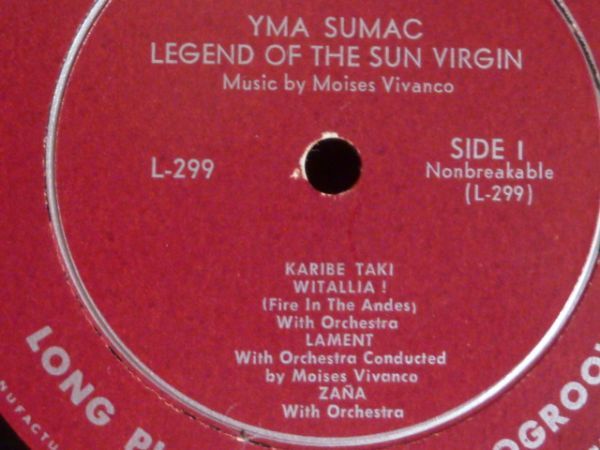 YMA SUMAC
LEGEND OF THE SUN VIRGIN
Music by Moises Vivanco
L-299
SIDE 1
Nonbreakable
(L-299)
KARIBE TAKI
WITALLIA !
(Fire In The Andes)
With Orchestra
LAMENT
With Orchestra Conducted
by Moises Vivanco
ZAÑA
With Orchestra
LONG